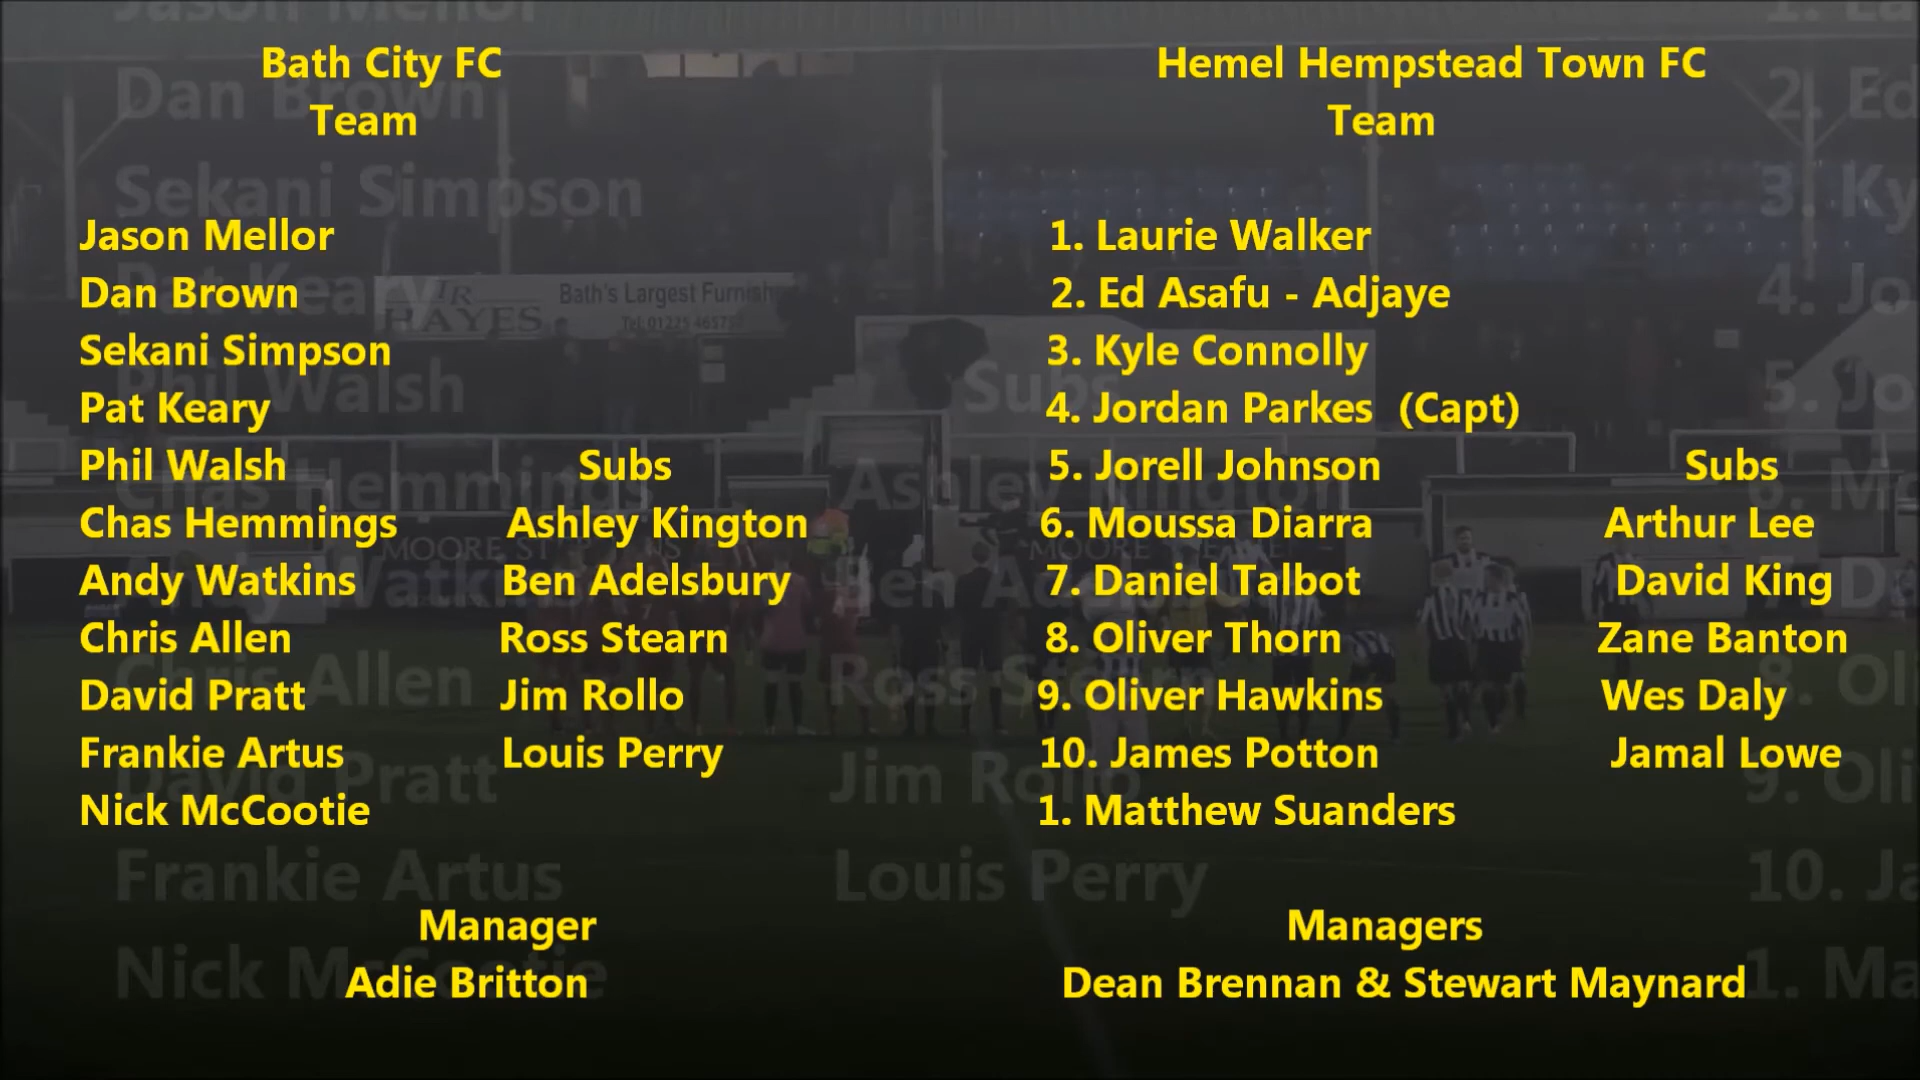 Bath City FC
Team
Jason Mellor
Dan Brown
Sekani Simpson
Pat Keary
Phil Walsh
Chas Hemmings
Andy Watkins
Chris Allen
David Pratt
Frankie Artus
Nick McCootie
Subs
Ashley Kington
Ben Adelsbury
Ross Stearn
Jim Rollo
Louis Perry
Manager
Adie Britton
Hemel Hempstead Town FC
Team
1. Laurie Walker
2. Ed Asafu - Adjaye
3. Kyle Connolly
4. Jordan Parkes (Capt)
5. Jorell Johnson
6. Moussa Diarra
7. Daniel Talbot
8. Oliver Thorn
9. Oliver Hawkins
10. James Potton
1. Matthew Suanders
Subs
Arthur Lee
David King
Zane Banton
Wes Daly
Jamal Lowe
Managers
Dean Brennan & Stewart Maynard
HAYES
Bath's Largest